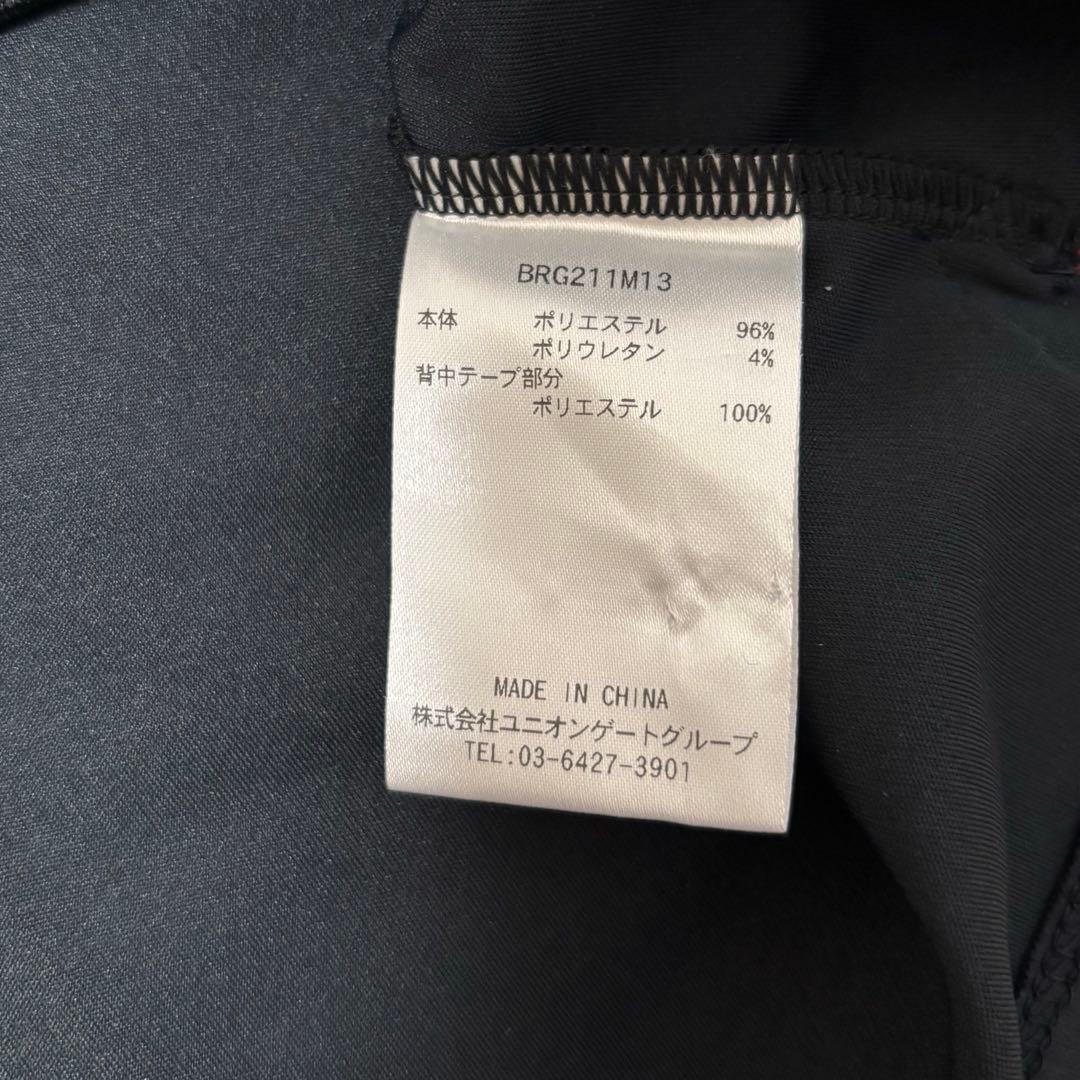 BRG211M13
本体 ポリエステル 96%
ポリウレタン 4%
背中テープ部分
ポリエステル 100%
MADE IN CHINA
株式会社ユニオンゲートグループ
TEL:03-6427-3901